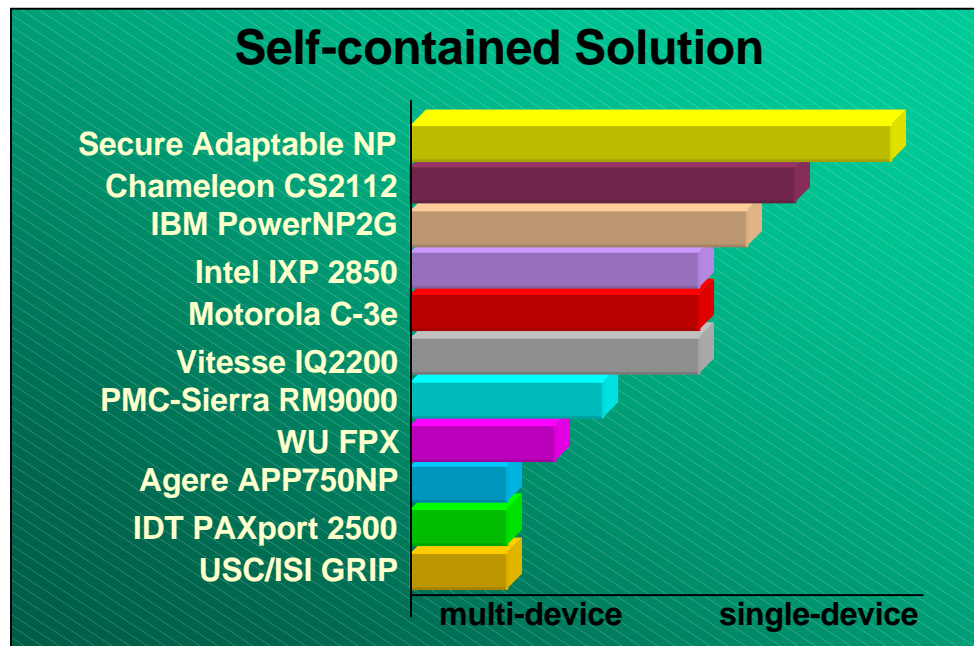 Self-contained Solution
Secure Adaptable NP
Chameleon CS2112
IBM PowerNP2G
Intel IXP 2850
Motorola C-3e
Vitesse IQ2200
PMC-Sierra RM9000
WU FPX
Agere APP750NP
IDT PAXport 2500
USC/ISI GRIP
multi-device single-device